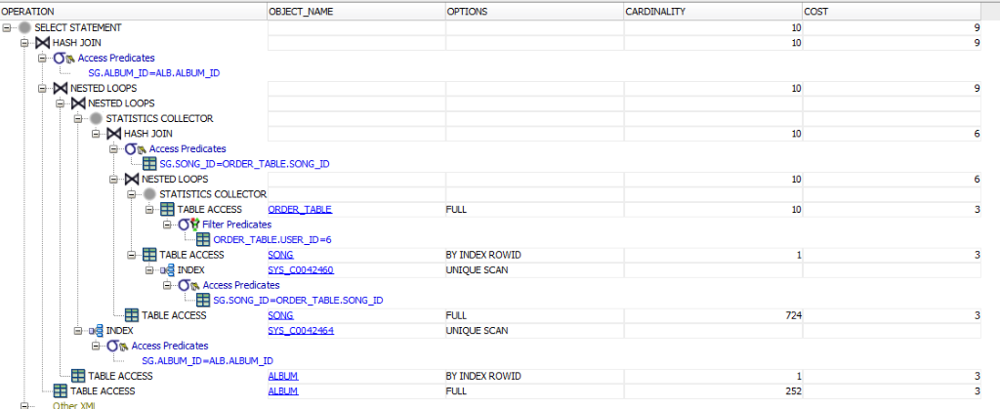 OPERATION OBJECT_NAME OPTIONS CARDINALITY COST
SELECT STATEMENT 10 9
HASH JOIN 10 9
Access Predicates
SG.ALBUM_ID=ALB.ALBUM_ID
NESTED LOOPS 10 9
NESTED LOOPS
STATISTICS COLLECTOR
HASH JOIN 10 6
Access Predicates
SG.SONG_ID=ORDER_TABLE.SONG_ID
NESTED LOOPS 10 6
STATISTICS COLLECTOR
TABLE ACCESS ORDER_TABLE FULL 10 3
Filter Predicates
ORDER_TABLE.USER_ID=6
TABLE ACCESS SONG BY INDEX ROWID 1 3
INDEX SYS_C0042460 UNIQUE SCAN
Access Predicates
SG.SONG_ID=ORDER_TABLE.SONG_ID
TABLE ACCESS SONG FULL 724 3
INDEX SYS_C0042464 UNIQUE SCAN
Access Predicates
SG.ALBUM_ID=ALB.ALBUM_ID
TABLE ACCESS ALBUM BY INDEX ROWID 1 3
TABLE ACCESS ALBUM FULL 252 3
Other XML